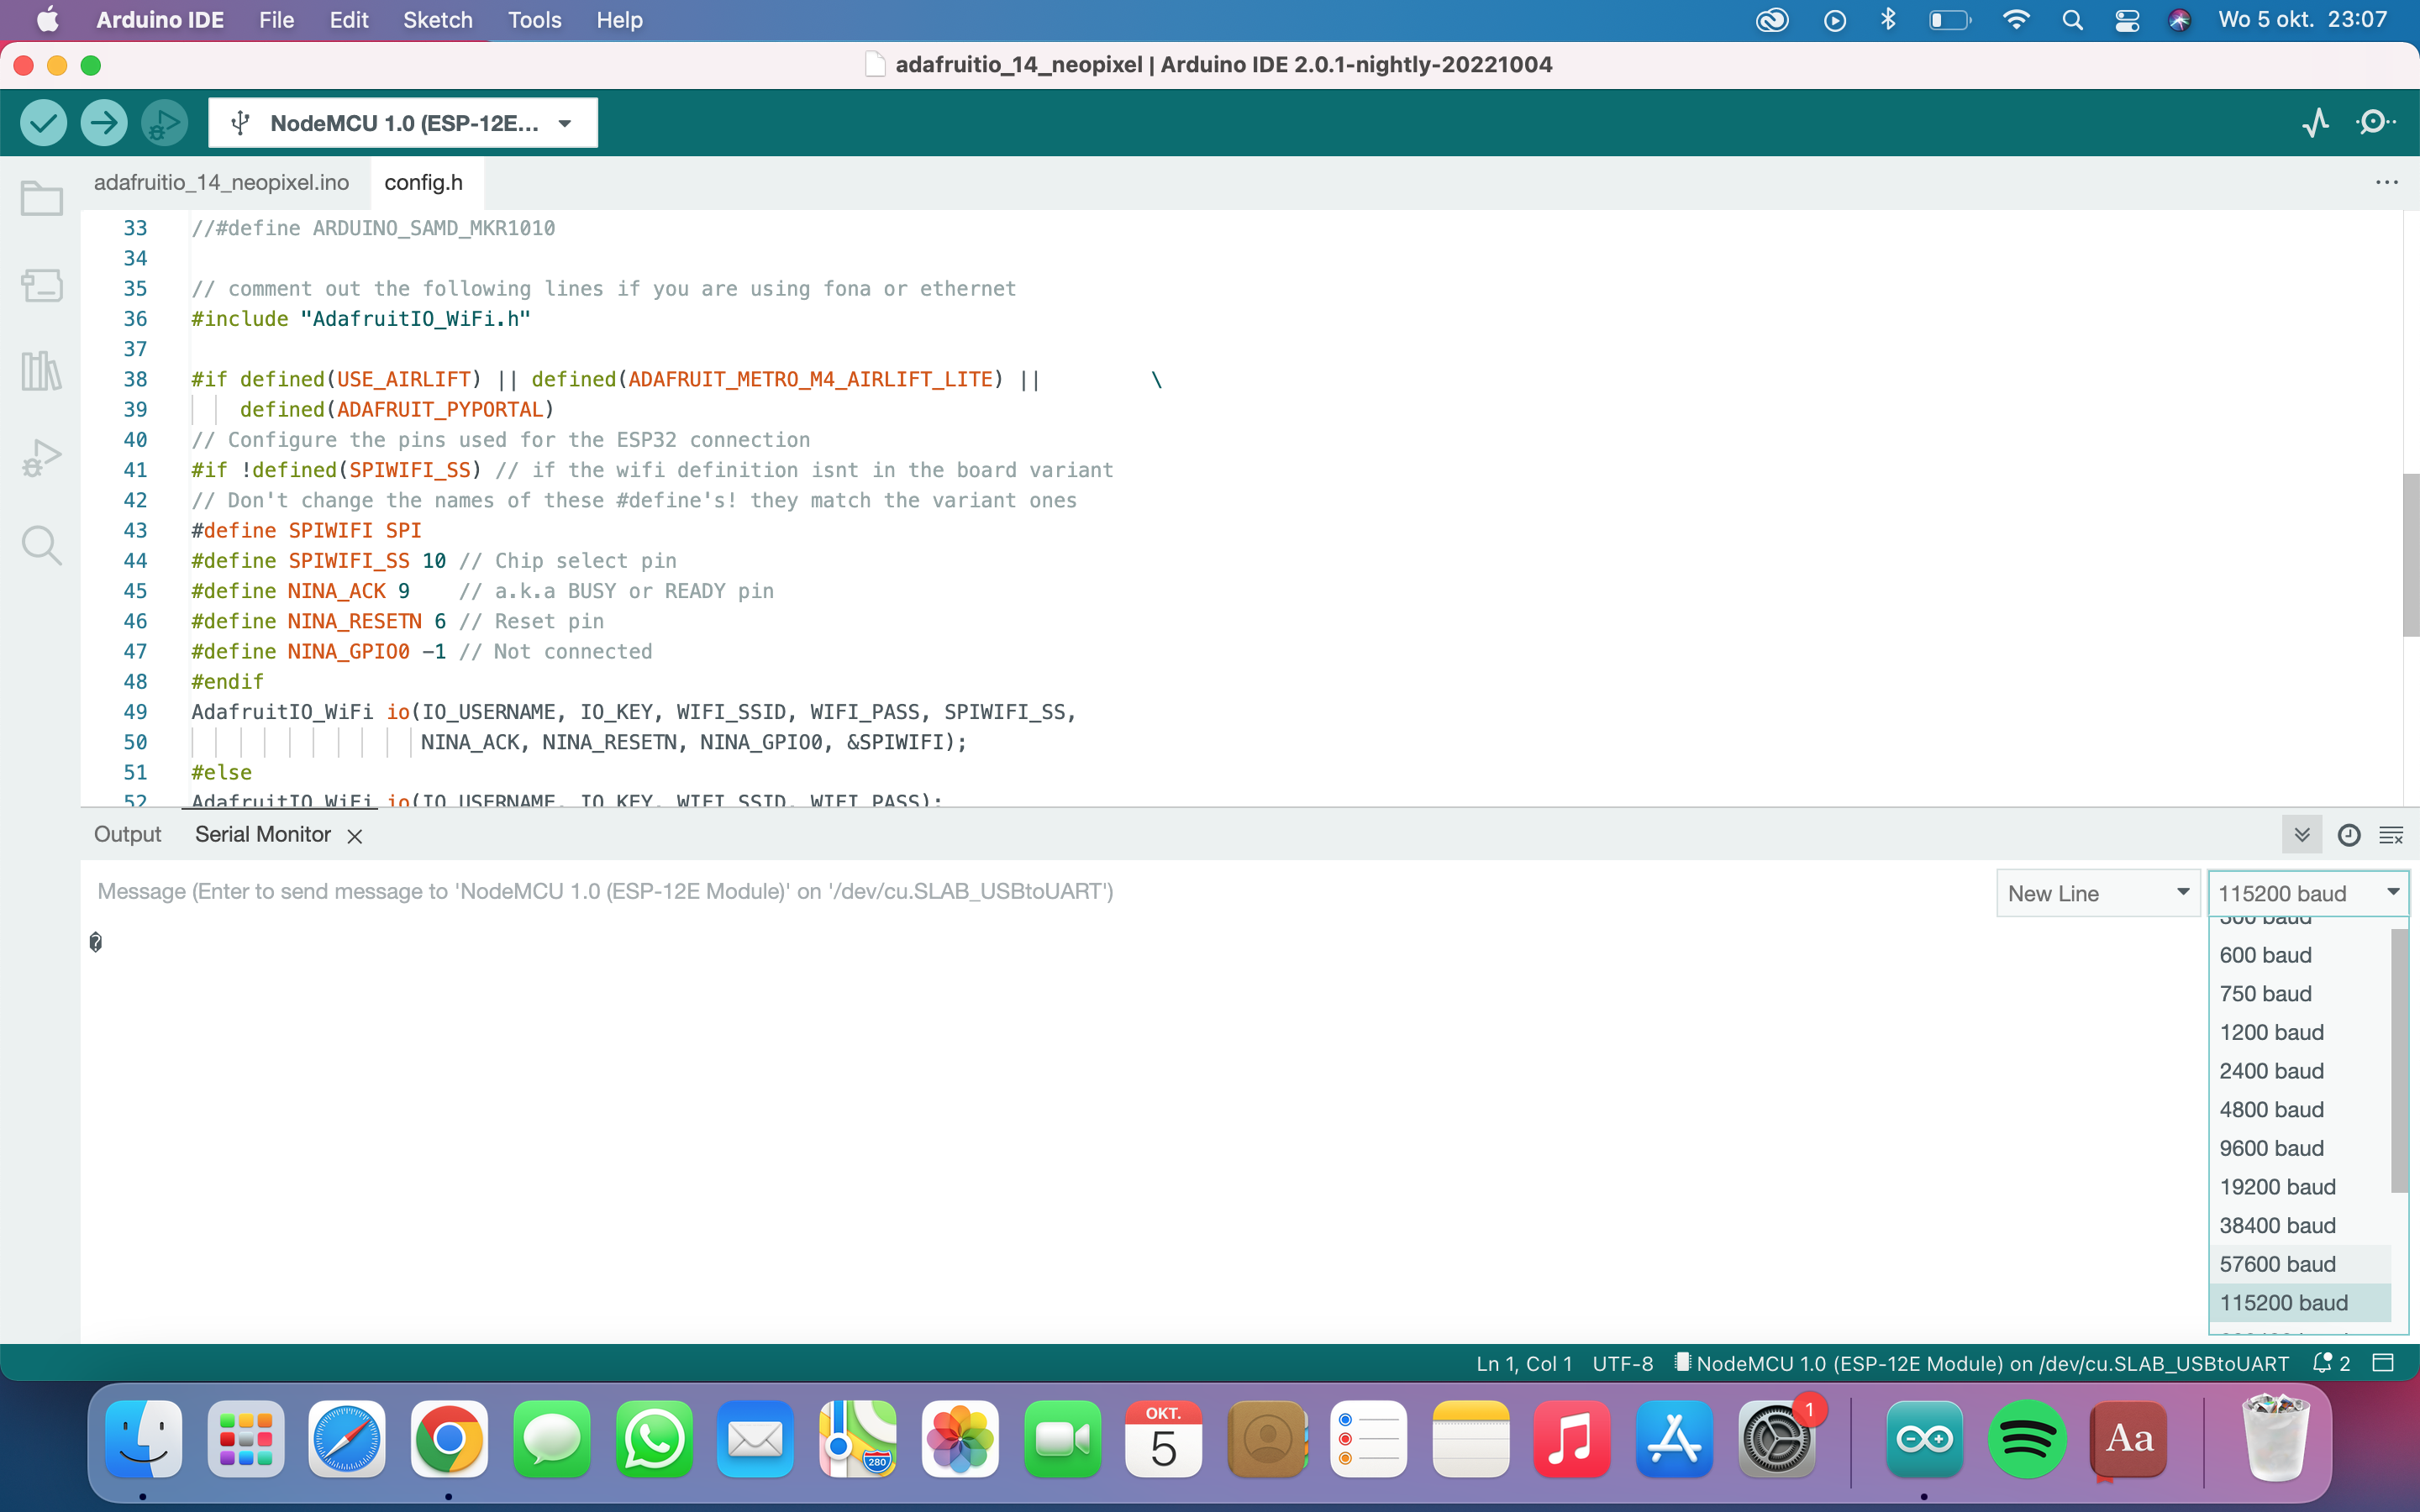 Arduino IDE File Edit Sketch Tools Help Wo 5 okt. 23:07
adafruitio_14_neopixel | Arduino IDE 2.0.1-nightly-20221004
NodeMCU 1.0 (ESP-12E...
adafruitio_14_neopixel.ino config.h
33 //#define ARDUINO_SAMD_MKR1010
34
35 // comment out the following lines if you are using fona or ethernet
36 #include "AdafruitIO_WiFi.h"
37
38 #if defined(USE_AIRLIFT) || defined(ADAFRUIT_METRO_M4_AIRLIFT_LITE) || \
39 defined(ADAFRUIT_PYPORTAL)
40 // Configure the pins used for the ESP32 connection
41 #if !defined(SPIWIFI_SS) // if the wifi definition isnt in the board variant
42 // Don't change the names of these #define's! they match the variant ones
43 #define SPIWIFI SPI
44 #define SPIWIFI_SS 10 // Chip select pin
45 #define NINA_ACK 9 // a.k.a BUSY or READY pin
46 #define NINA_RESETN 6 // Reset pin
47 #define NINA_GPIO0 -1 // Not connected
48 #endif
49 AdafruitIO_WiFi io(IO_USERNAME, IO_KEY, WIFI_SSID, WIFI_PASS, SPIWIFI_SS,
50 NINA_ACK, NINA_RESETN, NINA_GPIO0, &SPIWIFI);
51 #else
52 AdafruitIO_WiFi io(IO_USERNAME, IO_KEY, WIFI_SSID, WIFI_PASS);
Output Serial Monitor
Message (Enter to send message to 'NodeMCU 1.0 (ESP-12E Module)' on '/dev/cu.SLAB_USBtoUART')
New Line 115200 baud
�
300 baud
600 baud
750 baud
1200 baud
2400 baud
4800 baud
9600 baud
19200 baud
38400 baud
57600 baud
115200 baud
Ln 1, Col 1 UTF-8 NodeMCU 1.0 (ESP-12E Module) on /dev/cu.SLAB_USBtoUART 2
280
OKT.
5
1
Aa